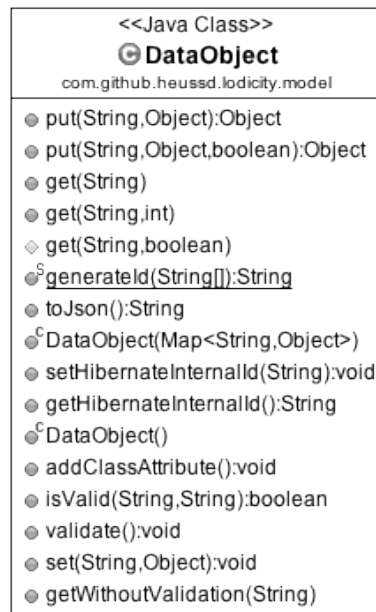 <<Java Class>>
C DataObject
com.github.heussd.lodicity.model
put(String,Object):Object
put(String,Object,boolean):Object
get(String)
get(String,int)
get(String,boolean)
S generateId(String[]):String
toJson():String
C DataObject(Map<String,Object>)
setHibernateInternalId(String):void
getHibernateInternalId():String
C DataObject()
addClassAttribute():void
isValid(String,String):boolean
validate():void
set(String,Object):void
getWithoutValidation(String)